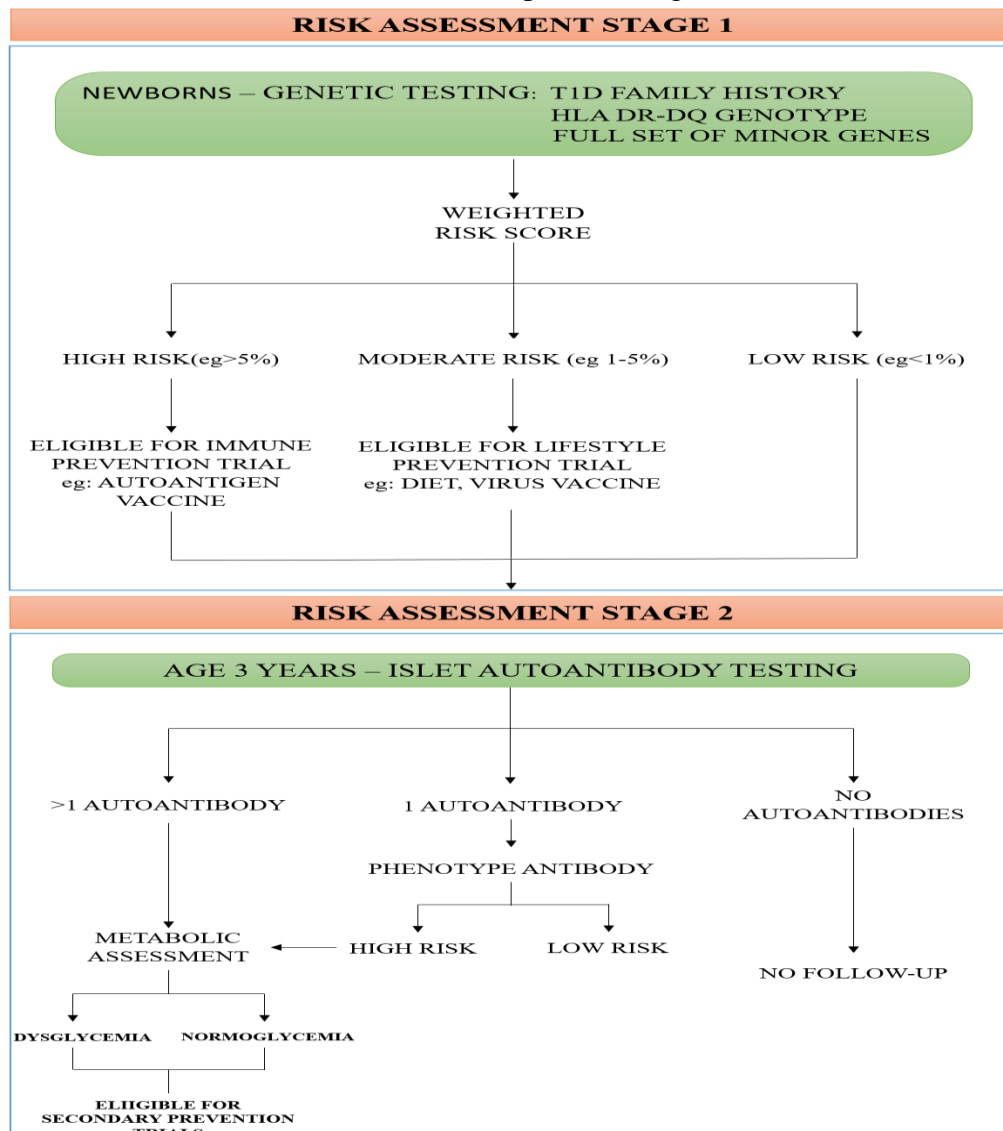 RISK ASSESSMENT STAGE 1
NEWBORNS – GENETIC TESTING: T1D FAMILY HISTORY
HLA DR-DQ GENOTYPE
FULL SET OF MINOR GENES
WEIGHTED
RISK SCORE
HIGH RISK(eg>5%)
MODERATE RISK (eg 1-5%)
LOW RISK (eg<1%)
ELIGIBLE FOR IMMUNE
PREVENTION TRIAL
eg: AUTOANTIGEN
VACCINE
ELIGIBLE FOR LIFESTYLE
PREVENTION TRIAL
eg: DIET, VIRUS VACCINE
RISK ASSESSMENT STAGE 2
AGE 3 YEARS – ISLET AUTOANTIBODY TESTING
>1 AUTOANTIBODY
1 AUTOANTIBODY
NO
AUTOANTIBODIES
PHENOTYPE ANTIBODY
METABOLIC
ASSESSMENT
HIGH RISK
LOW RISK
NO FOLLOW-UP
DYSGLYCEMIA
NORMOGLYCEMIA
ELIIGIBLE FOR
SECONDARY PREVENTION
TRIALS